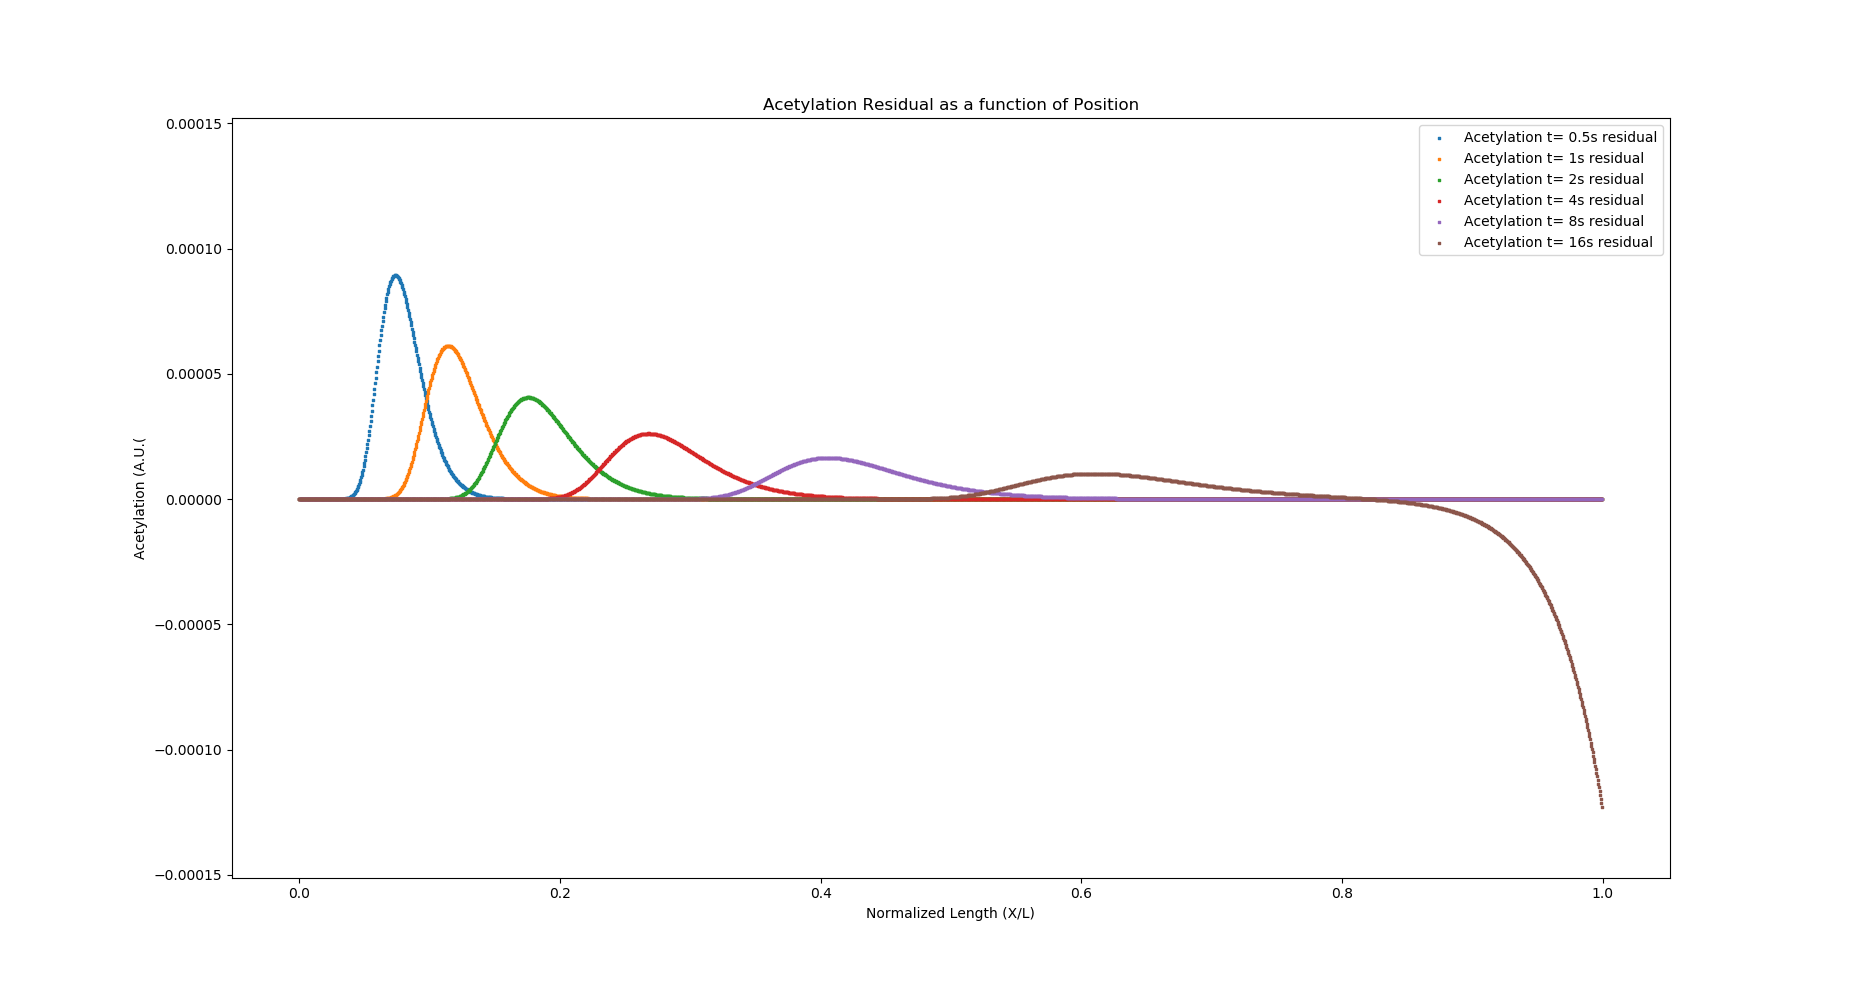 Acetylation Residual as a function of Position
Acetylation t= 0.5s residual
Acetylation t= 1s residual
Acetylation t= 2s residual
Acetylation t= 4s residual
Acetylation t= 8s residual
Acetylation t= 16s residual
0.00015
0.00010
0.00005
0.00000
−0.00005
−0.00010
−0.00015
Acetylation (A.U.(
0.0 0.2 0.4 0.6 0.8 1.0
Normalized Length (X/L)